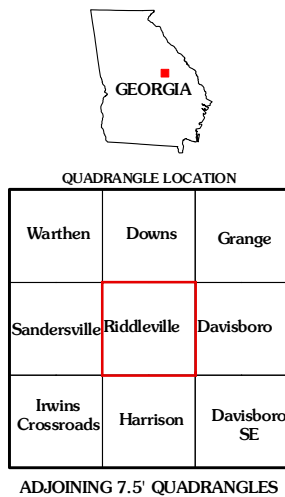 GEORGIA
QUADRANGLE LOCATION
Warthen
Downs
Grange
Sandersville
Riddleville
Davisboro
Irwins
Crossroads
Harrison
Davisboro
SE
ADJOINING 7.5' QUADRANGLES